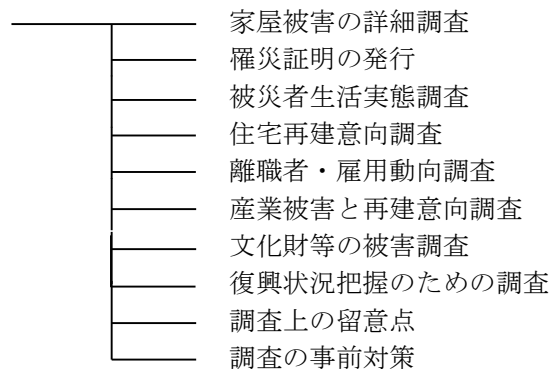 家屋被害の詳細調査
罹災証明の発行
被災者生活実態調査
住宅再建意向調査
離職者・雇用動向調査
産業被害と再建意向調査
文化財等の被害調査
復興状況把握のための調査
調査上の留意点
調査の事前対策